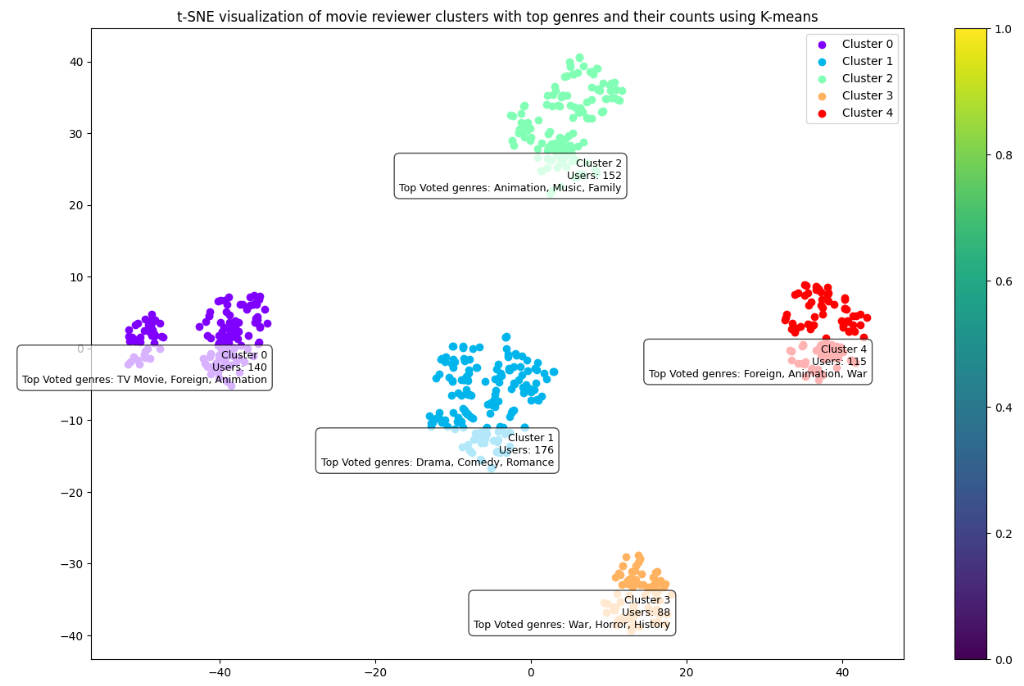 t-SNE visualization of movie reviewer clusters with top genres and their counts using K-means
Cluster 0
Cluster 1
Cluster 2
Cluster 3
Cluster 4
40
30
20
10
0
−10
−20
−30
−40
Cluster 2
Users: 152
Top Voted genres: Animation, Music, Family
Cluster 0
Users: 140
Top Voted genres: TV Movie, Foreign, Animation
Cluster 4
Users: 115
Top Voted genres: Foreign, Animation, War
Cluster 1
Users: 176
Top Voted genres: Drama, Comedy, Romance
Cluster 3
Users: 88
Top Voted genres: War, Horror, History
−40
−20
0
20
40
1.0
0.8
0.6
0.4
0.2
0.0